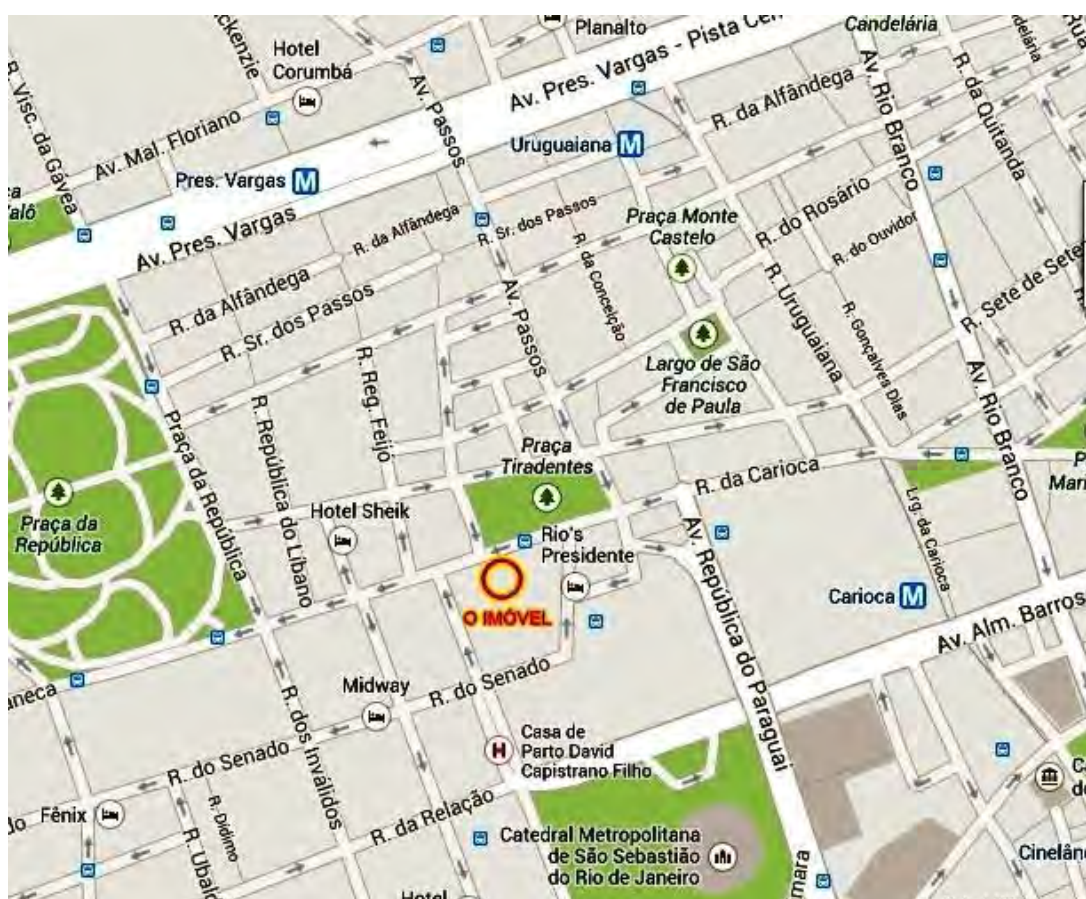 Planalto
Candelária
Hotel
Corumbá
R. Visc. da Gávea
Av. Passos
Av. Pres. Vargas - Pista
Av. Rio Branco
R. da Quitanda
R. da Alfândega
Av. Mal. Floriano
Uruguaiana
M
Pres. Vargas
M
Av. Pres. Vargas
R. da Alfândega
R. Sr. dos Passos
Praça Monte
Castelo
R. do Rosário
R. do Ouvidor
R. da Alfândega
R. Sr. dos Passos
Av. Passos
R. da Conceição
R. Uruguaiana
R. Gonçalves Dias
R. Sete de
R. Reg. Feijó
Largo de São
Francisco
de Paula
Av. Rio Branco
Praça da República
R. República do Líbano
Praça
Tiradentes
R. da Carioca
Hotel Sheik
Praça da
República
Rio's
Presidente
Av. República do Paraguai
Lrg. da Carioca
O IMÓVEL
Carioca
M
Av. Alm.
R. do Senado
Midway
R. dos Inválidos
Casa de
Parto David
Capistrano Filho
H
R. do Senado
Fênix
R. Didimo
R. da Relação
Catedral Metropolitana
de São Sebastião
do Rio de Janeiro
Hotel